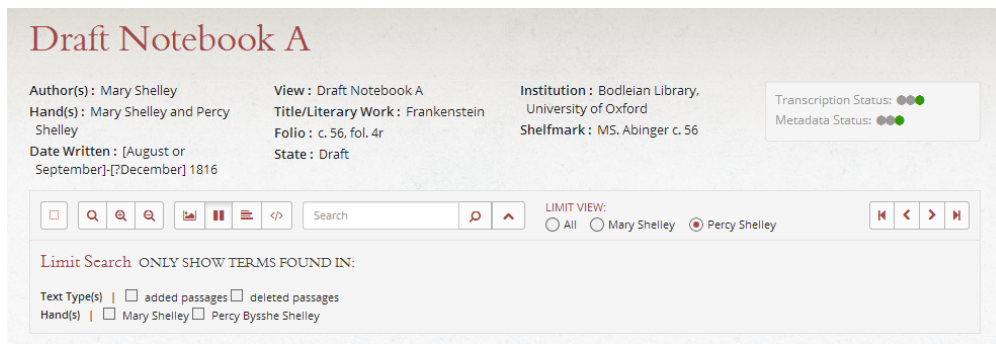 Draft Notebook A
Author(s) : Mary Shelley
Hand(s) : Mary Shelley and Percy
Shelley
Date Written : [August or
September]-[?December] 1816
View : Draft Notebook A
Title/Literary Work : Frankenstein
Folio : c. 56, fol. 4r
State : Draft
Institution : Bodleian Library,
University of Oxford
Shelfmark : MS. Abinger c. 56
Transcription Status:
Metadata Status:
</> Search
LIMIT VIEW:
All Mary Shelley Percy Shelley
Limit Search ONLY SHOW TERMS FOUND IN:
Text Type(s) | added passages deleted passages
Hand(s) | Mary Shelley Percy Bysshe Shelley